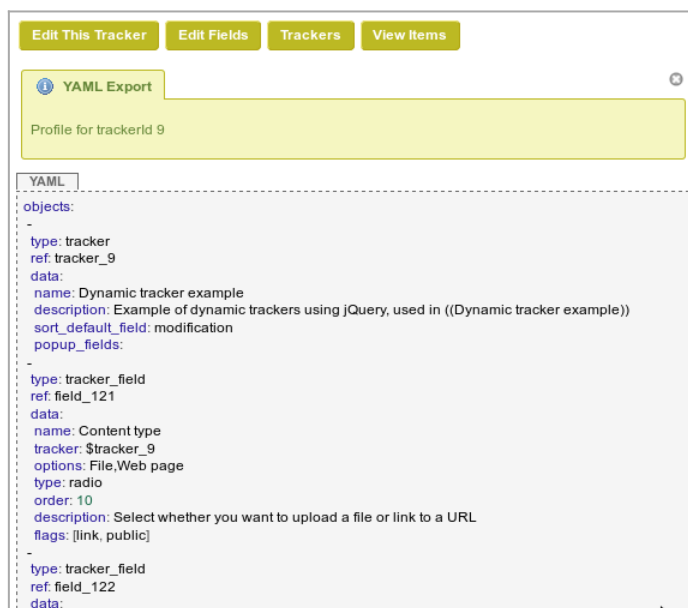 Edit This Tracker Edit Fields Trackers View Items
YAML Export
Profile for trackerId 9
YAML
objects:
-
type: tracker
ref: tracker_9
data:
name: Dynamic tracker example
description: Example of dynamic trackers using jQuery, used in ((Dynamic tracker example))
sort_default_field: modification
popup_fields:
-
type: tracker_field
ref: field_121
data:
name: Content type
tracker: $tracker_9
options: File,Web page
type: radio
order: 10
description: Select whether you want to upload a file or link to a URL
flags: [link, public]
-
type: tracker_field
ref: field_122
data: